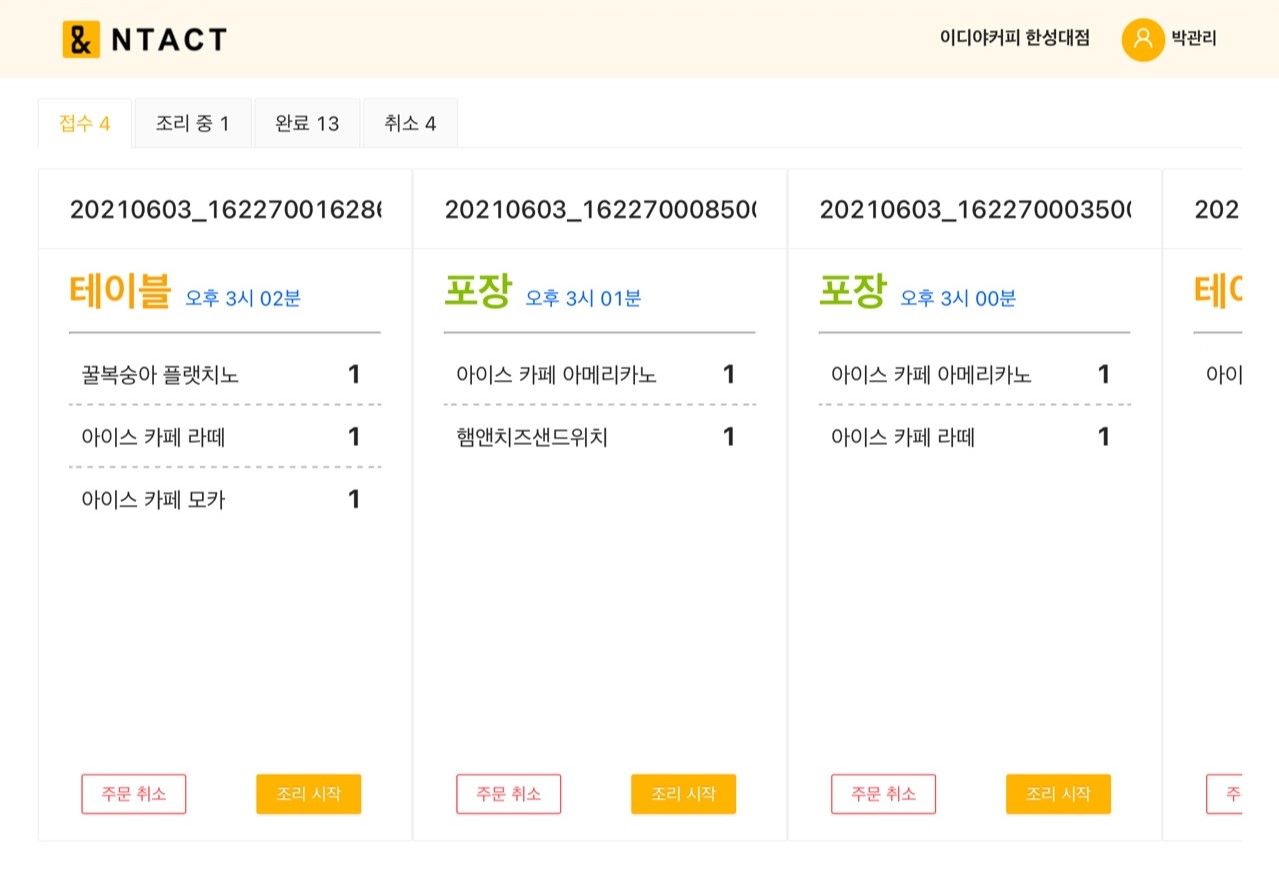 & NTACT
이디야커피 한성대점
박관리
접수 4
조리 중 1
완료 13
취소 4
20210603_16227001628
테이블 오후 3시 02분
꿀복숭아 플랫치노 1
아이스 카페 라떼 1
아이스 카페 모카 1
주문 취소
조리 시작
20210603_16227000850
포장 오후 3시 01분
아이스 카페 아메리카노 1
햄앤치즈샌드위치 1
주문 취소
조리 시작
20210603_16227000350
포장 오후 3시 00분
아이스 카페 아메리카노 1
아이스 카페 라떼 1
주문 취소
조리 시작
202
테이
아이
주